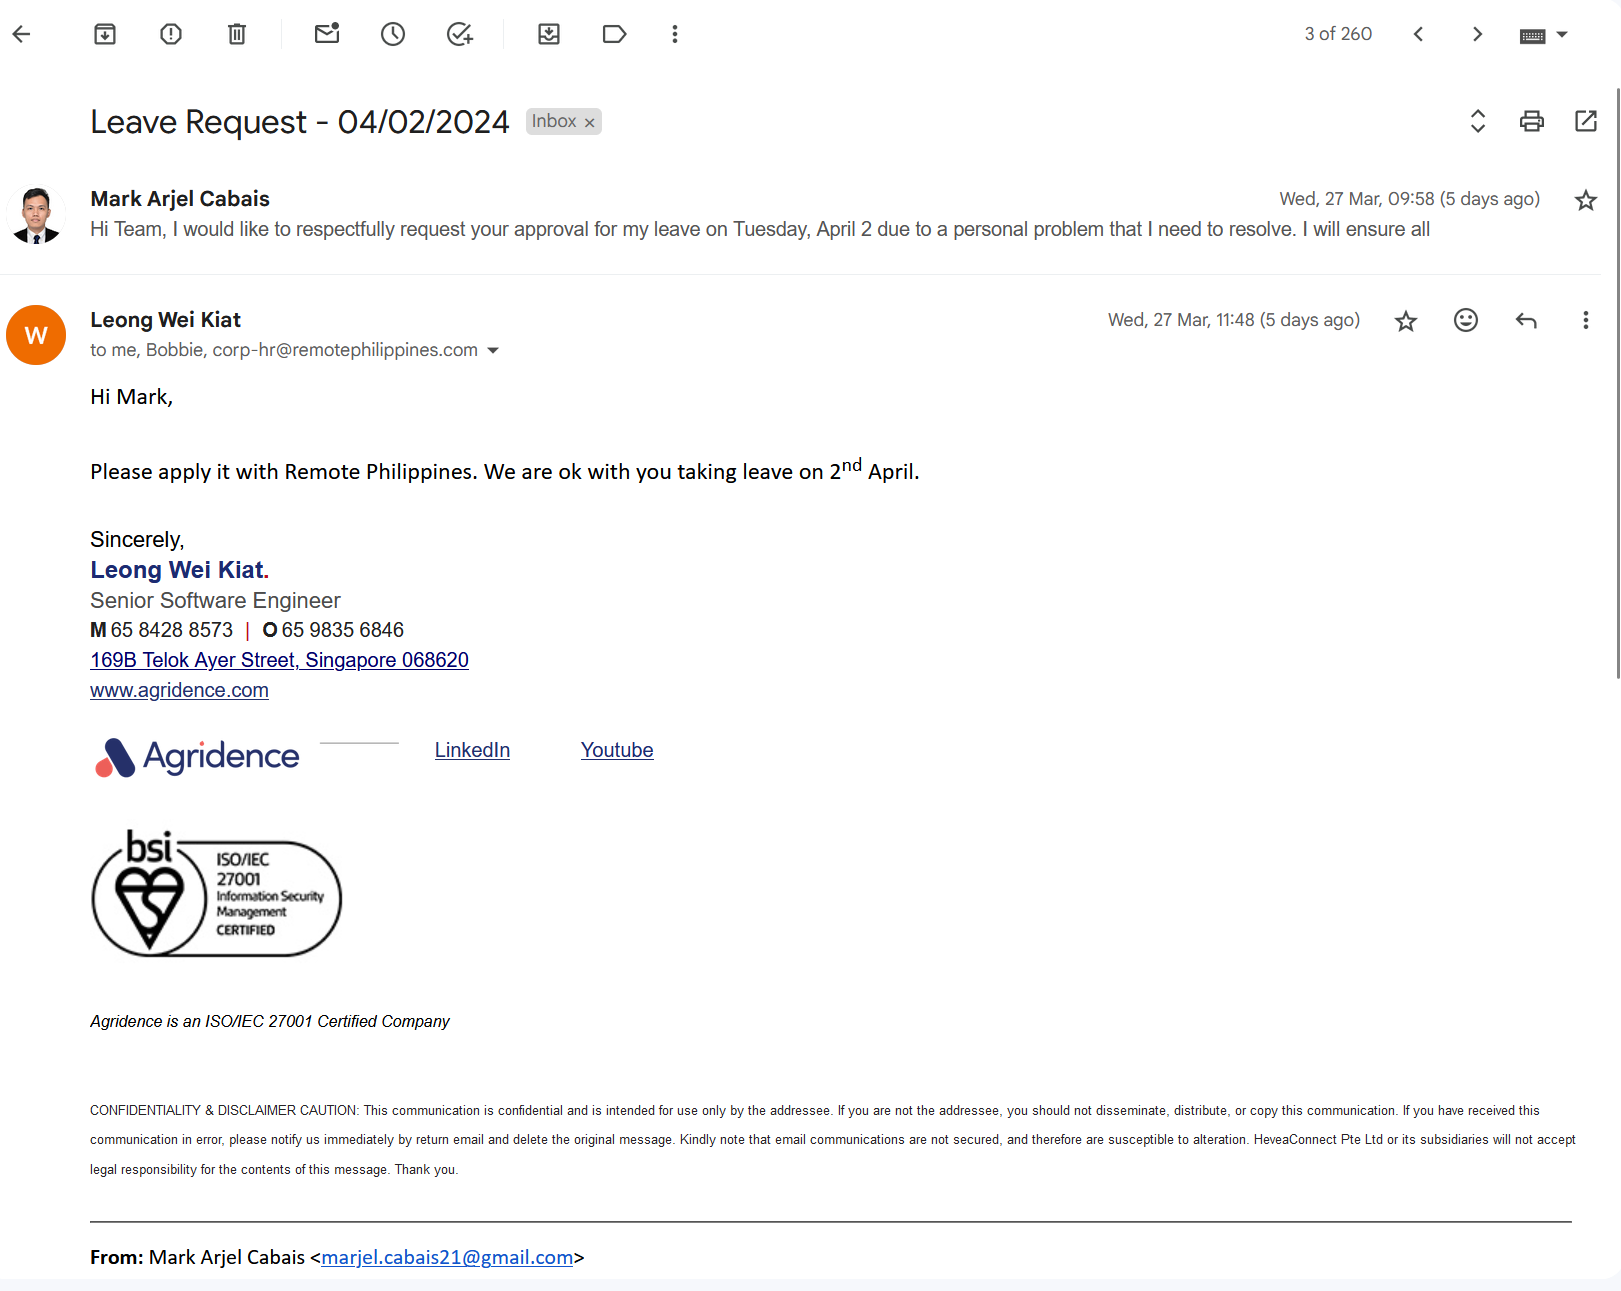 3 of 260
Leave Request - 04/02/2024 Inbox ×
Mark Arjel Cabais Wed, 27 Mar, 09:58 (5 days ago)
Hi Team, I would like to respectfully request your approval for my leave on Tuesday, April 2 due to a personal problem that I need to resolve. I will ensure all
W
Leong Wei Kiat Wed, 27 Mar, 11:48 (5 days ago)
to me, Bobbie, corp-hr@remotephilippines.com
Hi Mark,
Please apply it with Remote Philippines. We are ok with you taking leave on 2nd April.
Sincerely,
Leong Wei Kiat.
Senior Software Engineer
M 65 8428 8573 | O 65 9835 6846
169B Telok Ayer Street, Singapore 068620
www.agridence.com
Agridence LinkedIn Youtube
bsi
ISO/IEC
27001
Information Security
Management
CERTIFIED
Agridence is an ISO/IEC 27001 Certified Company
CONFIDENTIALITY & DISCLAIMER CAUTION: This communication is confidential and is intended for use only by the addressee. If you are not the addressee, you should not disseminate, distribute, or copy this communication. If you have received this
communication in error, please notify us immediately by return email and delete the original message. Kindly note that email communications are not secured, and therefore are susceptible to alteration. HeveaConnect Pte Ltd or its subsidiaries will not accept
legal responsibility for the contents of this message. Thank you.
From: Mark Arjel Cabais <marjel.cabais21@gmail.com>